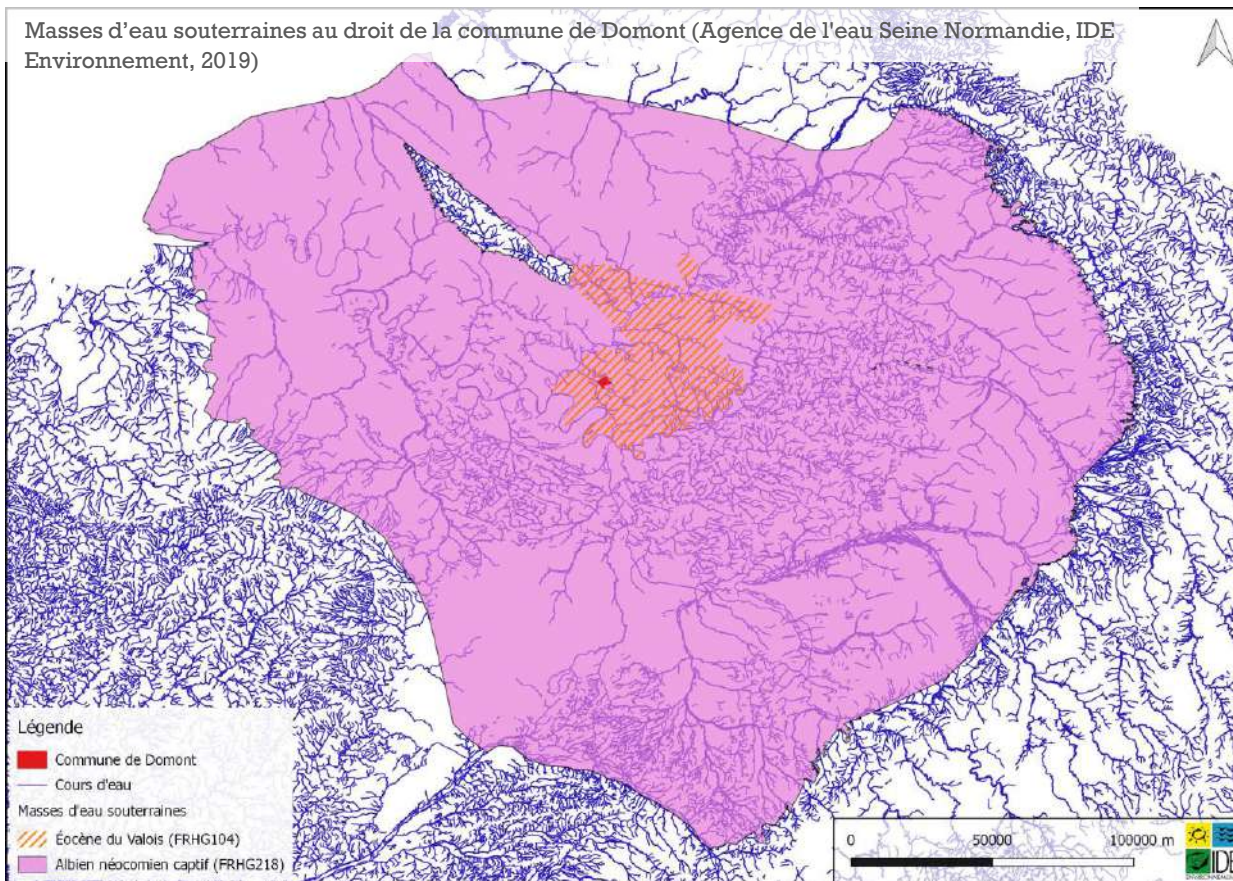 Masses d’eau souterraines au droit de la commune de Domont (Agence de l'eau Seine Normandie, IDE
Environnement, 2019)
Légende
Commune de Domont
Cours d'eau
Masses d'eau souterraines
Éocène du Valois (FRHG104)
Albien néocomien captif (FRHG218)
0 50000 100000 m
IDE
ENVIRONNEMENT